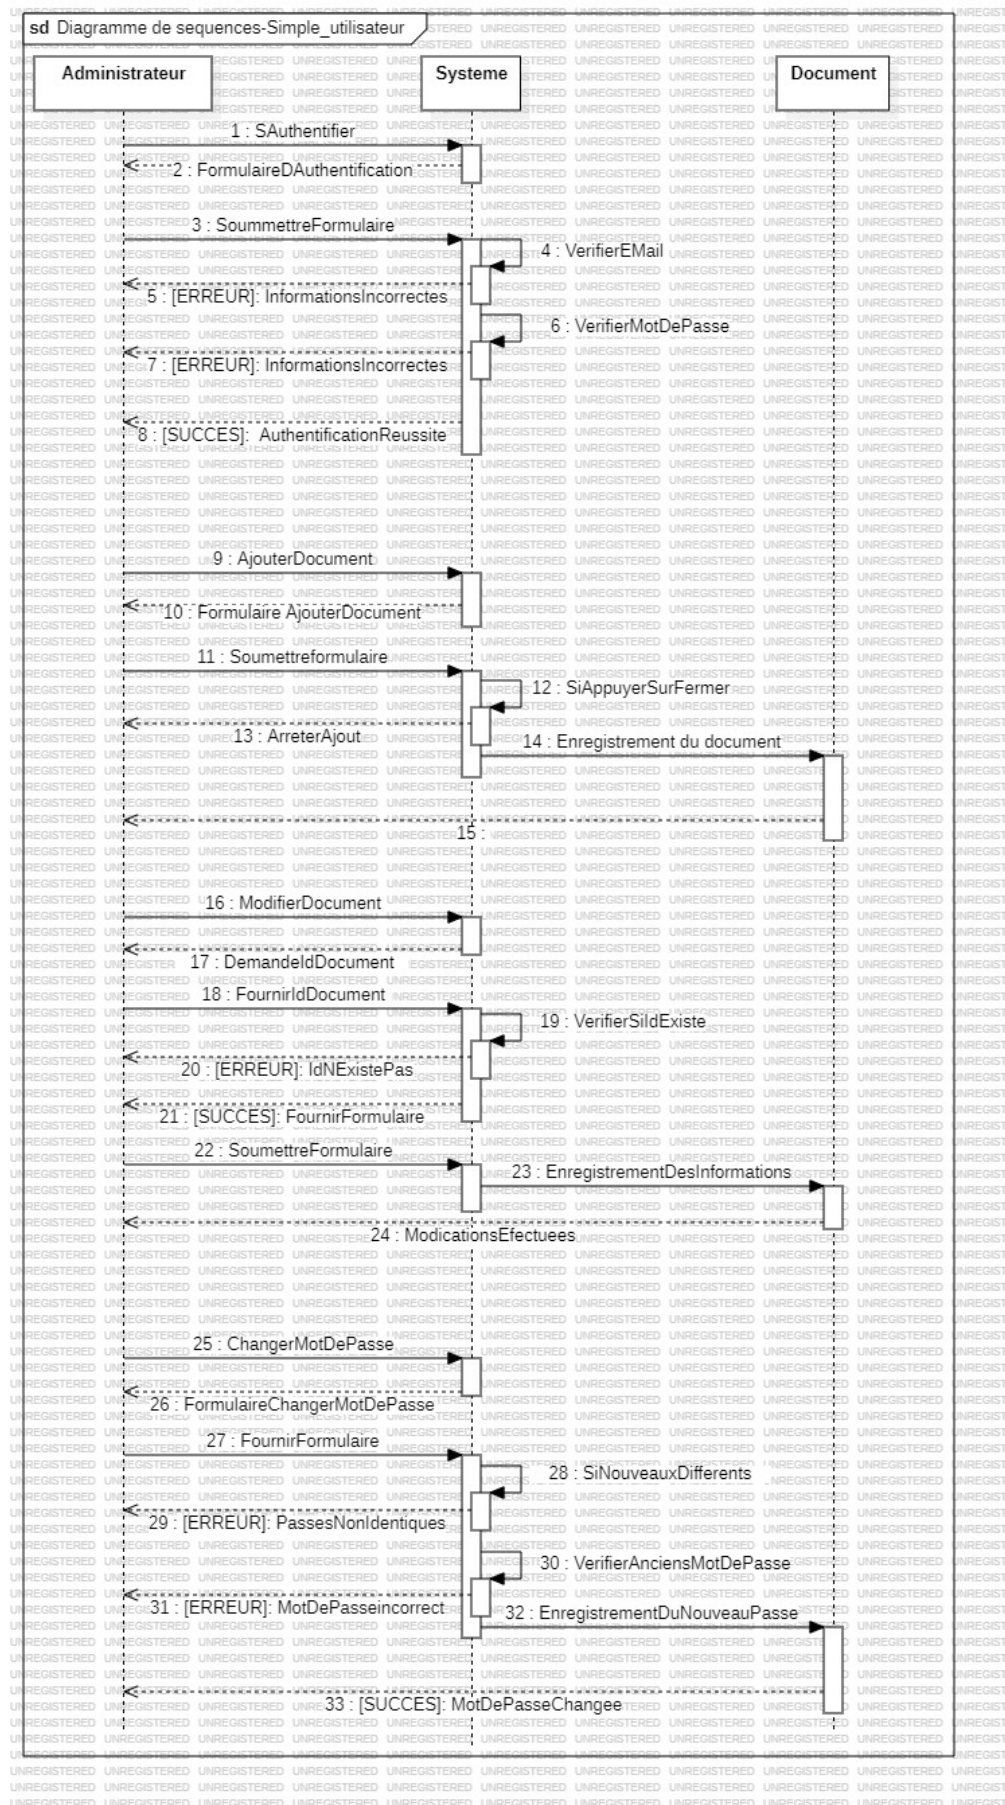 sd Diagramme de sequences-Simple_utilisateur
Administrateur
Systeme
Document
1 : SAuthentifier
2 : FormulaireDAuthentification
3 : SoummettreFormulaire
4 : VerifierEMail
5 : [ERREUR]: InformationsIncorrectes
6 : VerifierMotDePasse
7 : [ERREUR]: InformationsIncorrectes
8 : [SUCCES]: AuthentificationReussite
9 : AjouterDocument
10 : Formulaire AjouterDocument
11 : Soumettreformulaire
12 : SiAppuyerSurFermer
13 : ArreterAjout
14 : Enregistrement du document
15 :
16 : ModifierDocument
17 : DemandeIdDocument
18 : FournirIdDocument
19 : VerifierSiIdExiste
20 : [ERREUR]: IdNExistePas
21 : [SUCCES]: FournirFormulaire
22 : SoumettreFormulaire
23 : EnregistrementDesInformations
24 : ModicationsEfectuees
25 : ChangerMotDePasse
26 : FormulaireChangerMotDePasse
27 : FournirFormulaire
28 : SiNouveauxDifferents
29 : [ERREUR]: PassesNonIdentiques
30 : VerifierAnciensMotDePasse
31 : [ERREUR]: MotDePasseincorrect
32 : EnregistrementDuNouveauPasse
33 : [SUCCES]: MotDePasseChangee
UNREGISTERED